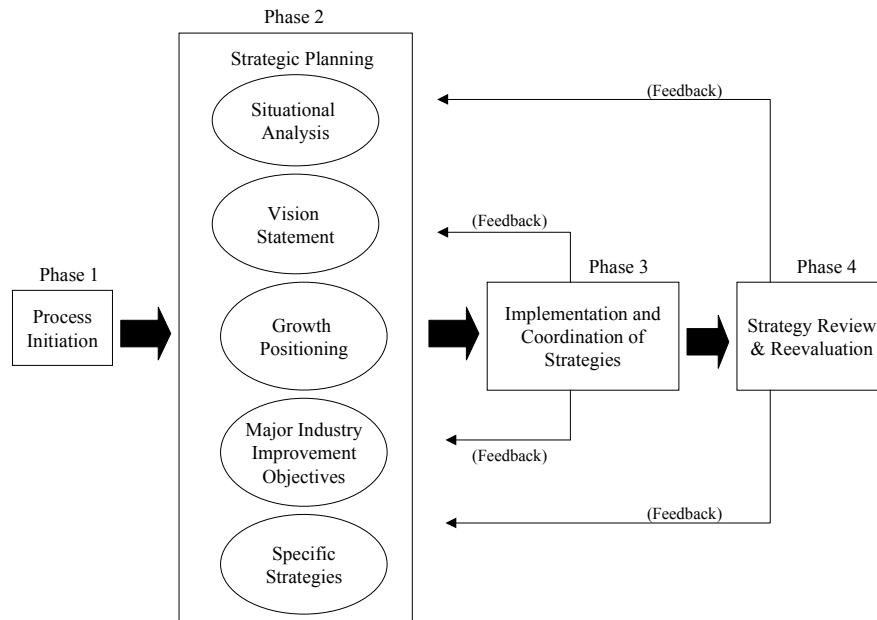 Phase 2
Strategic Planning
Situational
Analysis
Vision
Statement
Growth
Positioning
Major Industry
Improvement
Objectives
Specific
Strategies
Phase 1
Process
Initiation
(Feedback)
(Feedback)
Phase 3
Implementation and
Coordination of
Strategies
(Feedback)
(Feedback)
Phase 4
Strategy Review
& Reevaluation